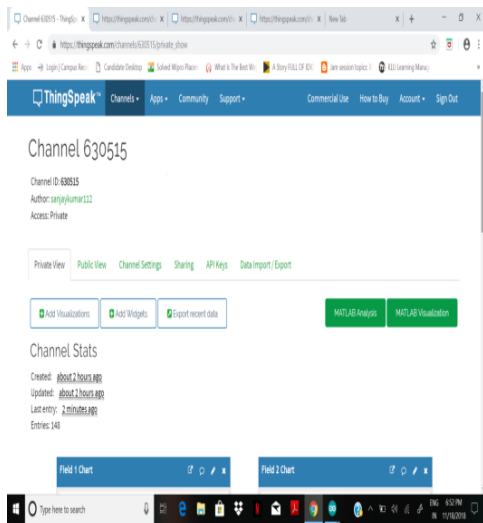 Channel 630515 - ThingSp
https://thingspeak.com/ch
https://thingspeak.com/ch
https://thingspeak.com/ch
New Tab
https://thingspeak.com/channels/630515/private_show
Apps
Login | Campus Rec
Candidate Desktop
Solved Wipro Placem
What Is The Best Wi
A Story FULL OF IDI
Jam session topics
KLU Learning Manag
ThingSpeak™
Channels
Apps
Community
Support
Commercial Use
How to Buy
Account
Sign Out
Channel 630515
Channel ID: 630515
Author: sanjaykumar112
Access: Private
Private View
Public View
Channel Settings
Sharing
API Keys
Data Import / Export
Add Visualizations
Add Widgets
Export recent data
MATLAB Analysis
MATLAB Visualization
Channel Stats
Created: about 2 hours ago
Updated: about 2 hours ago
Last entry: 2 minutes ago
Entries: 148
Field 1 Chart
Field 2 Chart
Type here to search
ENG 6:52 PM
IN 11/18/2018